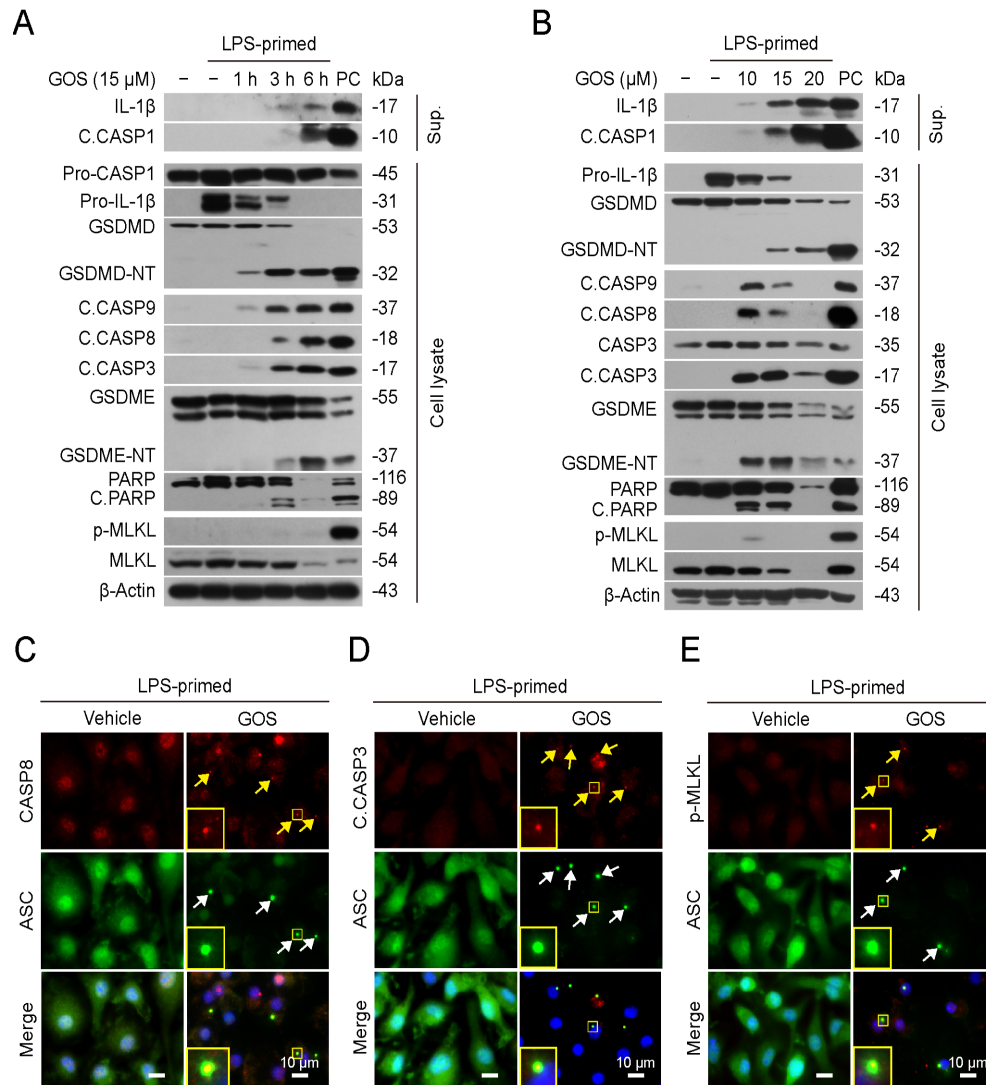 A
LPS-primed
GOS (15 µM) – – 1 h 3 h 6 h PC kDa
IL-1β -17
C.CASP1 -10
Sup.
Pro-CASP1 -45
Pro-IL-1β -31
GSDMD -53
GSDMD-NT -32
C.CASP9 -37
C.CASP8 -18
C.CASP3 -17
GSDME -55
GSDME-NT -37
PARP -116
C.PARP -89
p-MLKL -54
MLKL -54
β-Actin -43
Cell lysate
B
LPS-primed
GOS (µM) – – 10 15 20 PC kDa
IL-1β -17
C.CASP1 -10
Sup.
Pro-IL-1β -31
GSDMD -53
GSDMD-NT -32
C.CASP9 -37
C.CASP8 -18
CASP3 -35
C.CASP3 -17
GSDME -55
GSDME-NT -37
PARP -116
C.PARP -89
p-MLKL -54
MLKL -54
β-Actin -43
Cell lysate
C
LPS-primed
Vehicle GOS
CASP8
ASC
Merge
10 µm
D
LPS-primed
Vehicle GOS
C.CASP3
ASC
Merge
10 µm
E
LPS-primed
Vehicle GOS
p-MLKL
ASC
Merge
10 µm